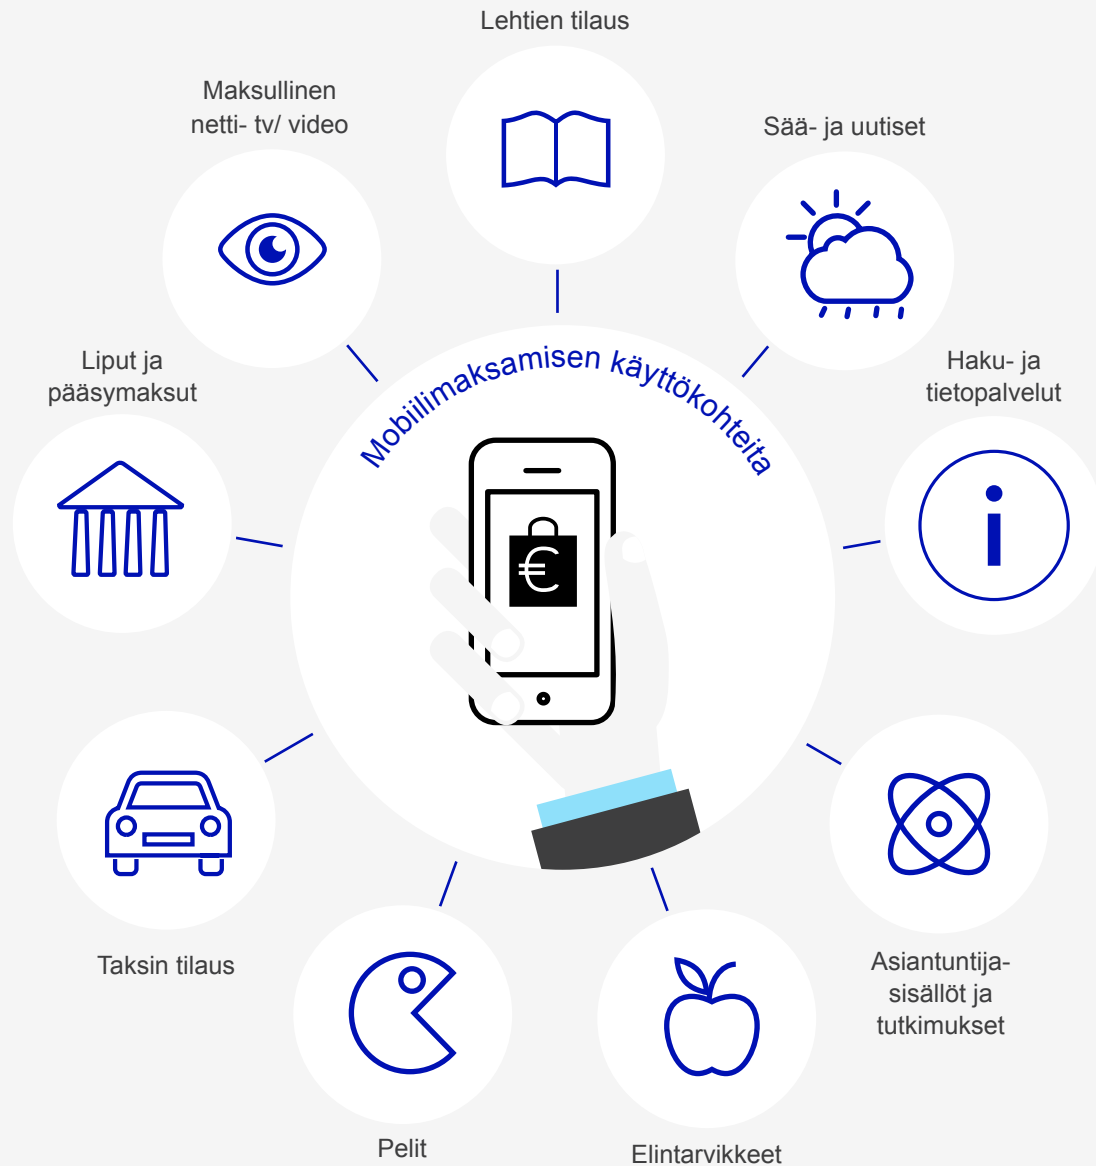 Lehtien tilaus
Maksullinen
netti- tv/ video
Sää- ja uutiset
Liput ja
pääsymaksut
Haku- ja
tietopalvelut
Mobiilimaksamisen käyttökohteita
€
i
Taksin tilaus
Asiantuntija-
sisällöt ja
tutkimukset
Pelit
Elintarvikkeet